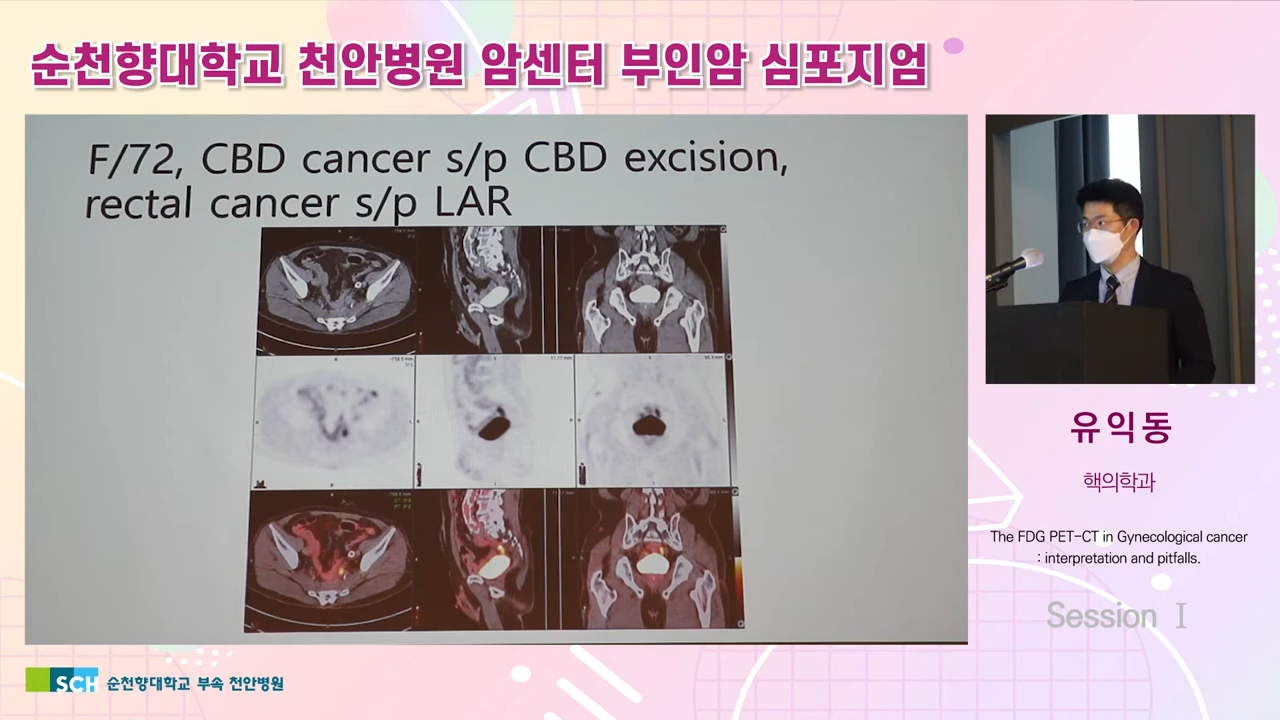 순천향대학교 천안병원 암센터 부인암 심포지엄
F/72, CBD cancer s/p CBD excision,
rectal cancer s/p LAR
유익동
핵의학과
The FDG PET-CT in Gynecological cancer
: interpretation and pitfalls.
Session Ⅰ
SCH 순천향대학교 부속 천안병원